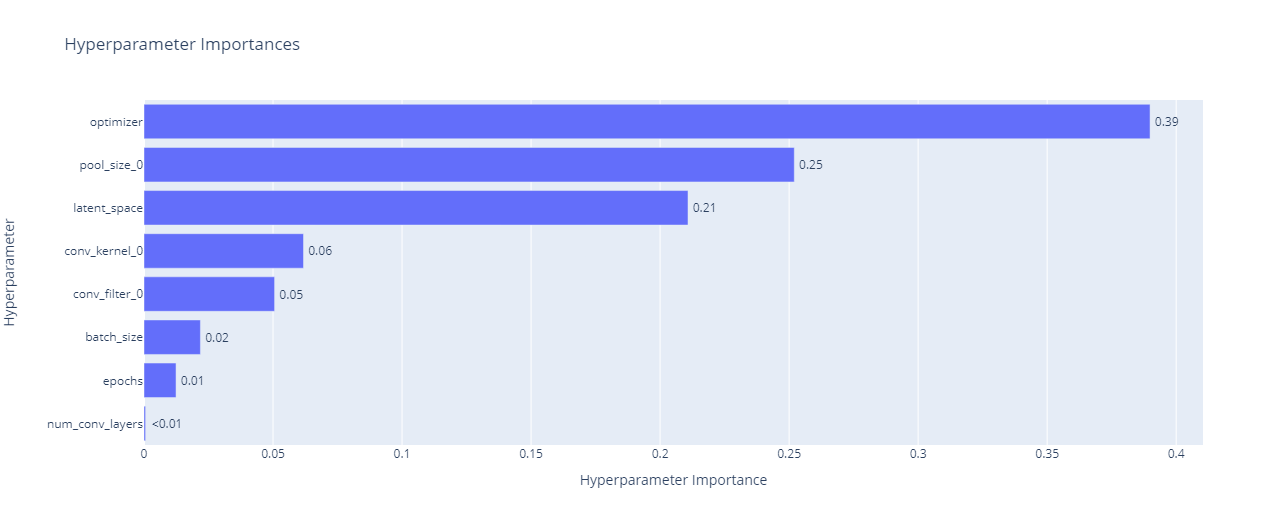 Hyperparameter Importances
Hyperparameter
optimizer 0.39
pool_size_0 0.25
latent_space 0.21
conv_kernel_0 0.06
conv_filter_0 0.05
batch_size 0.02
epochs 0.01
num_conv_layers <0.01
0 0.05 0.1 0.15 0.2 0.25 0.3 0.35 0.4
Hyperparameter Importance